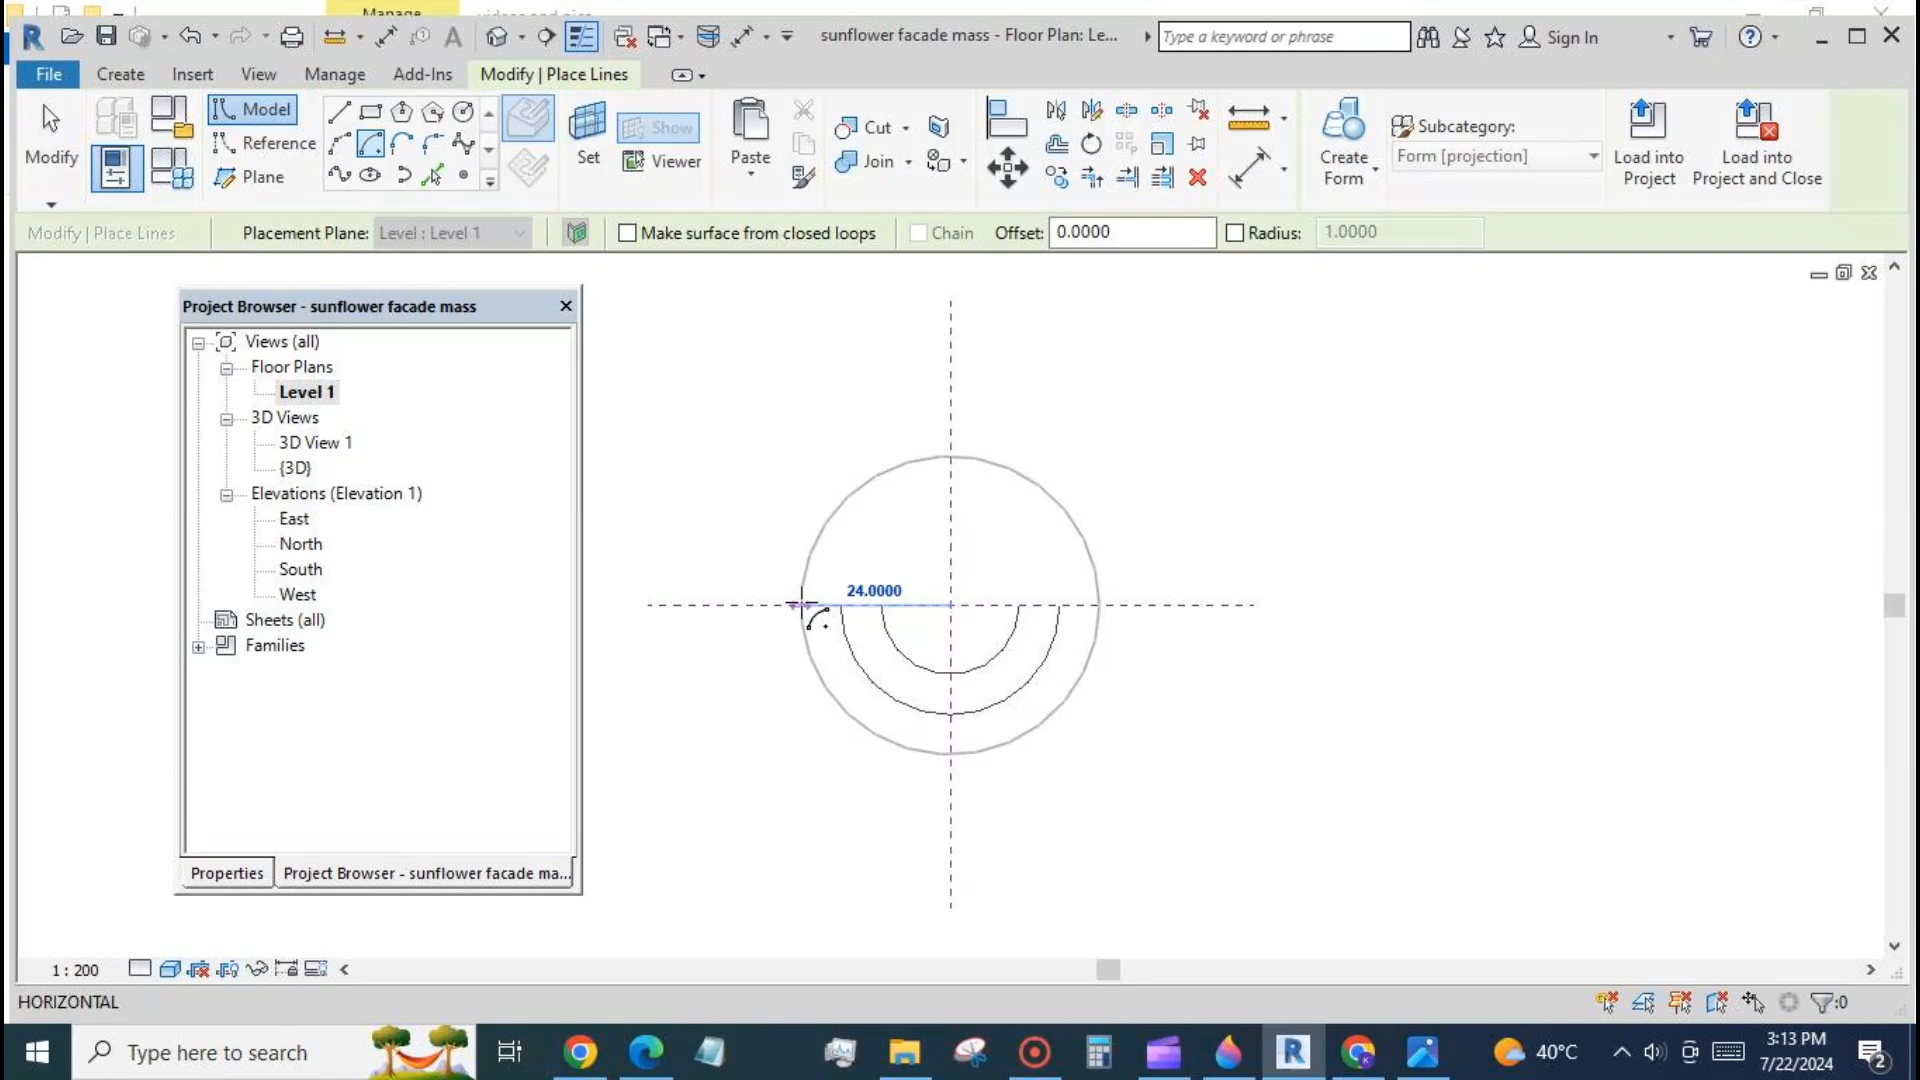 Manage
sunflower facade mass - Floor Plan: Le...
Type a keyword or phrase
Sign In
File
Create
Insert
View
Manage
Add-Ins
Modify | Place Lines
Modify
Model
Reference
Plane
Set
Show
Viewer
Paste
Cut
Join
Create
Form
Subcategory:
Form [projection]
Load into
Project
Load into
Project and Close
Modify | Place Lines
Placement Plane:
Level : Level 1
Make surface from closed loops
Chain
Offset:
0.0000
Radius:
1.0000
Project Browser - sunflower facade mass
Views (all)
Floor Plans
Level 1
3D Views
3D View 1
{3D}
Elevations (Elevation 1)
East
North
South
West
Sheets (all)
Families
Properties
Project Browser - sunflower facade ma...
24.0000
1 : 200
HORIZONTAL
:0
Type here to search
40°C
3:13 PM
7/22/2024
2